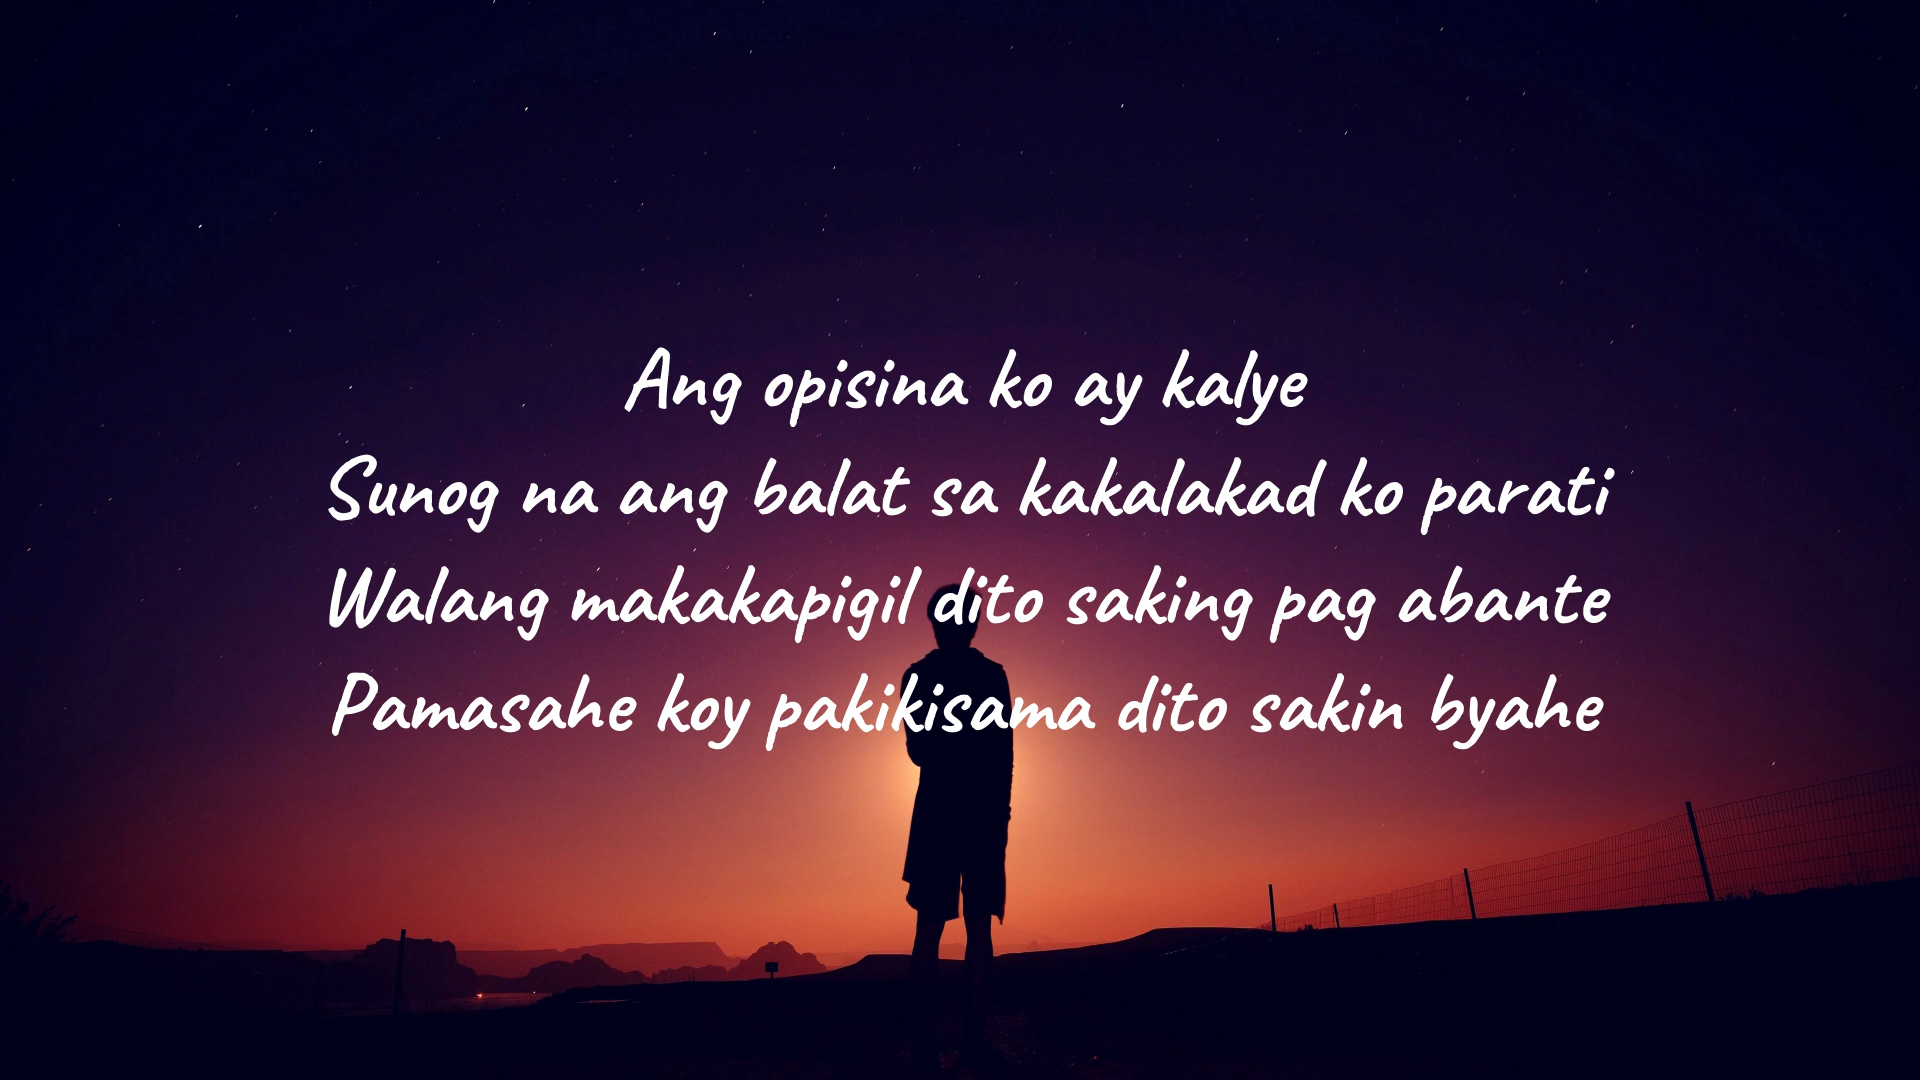 Ang opisina ko ay kalye
Sunog na ang balat sa kakalakad ko parati
Walang makakapigil dito saking pag abante
Pamasahe koy pakikisama dito sakin byahe